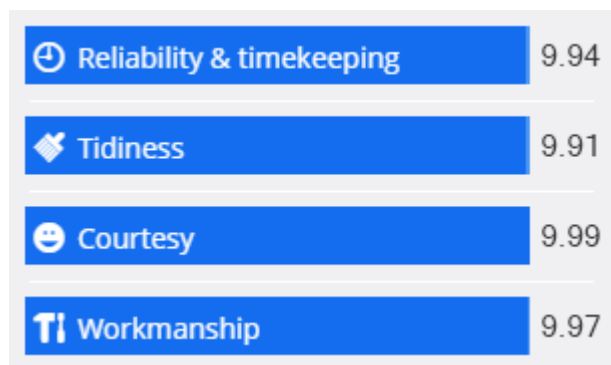 Reliability & timekeeping 9.94
Tidiness 9.91
Courtesy 9.99
Workmanship 9.97